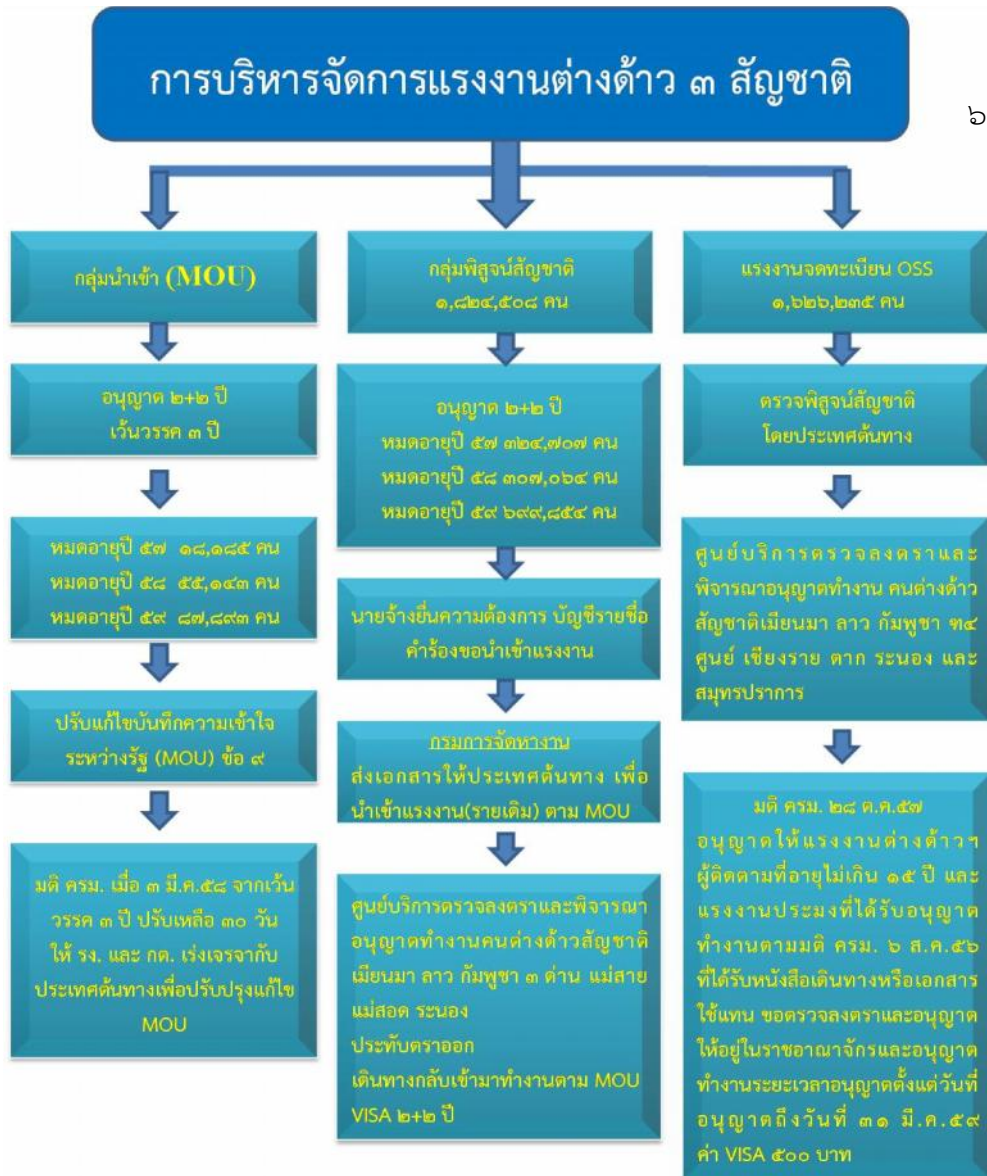 การบริหารจัดการแรงงานต่างด้าว ๓ สัญชาติ
๖
กลุ่มนำเข้า (MOU)
อนุญาต ๒+๒ ปี
เว้นวรรค ๓ ปี
หมดอายุปี ๕๗ ๑๘,๑๘๕ คน
หมดอายุปี ๕๘ ๕๕,๑๔๓ คน
หมดอายุปี ๕๙ ๘๗,๘๙๓ คน
ปรับแก้ไขบันทึกความเข้าใจ
ระหว่างรัฐ (MOU) ข้อ ๙
มติ ครม. เมื่อ ๓ มี.ค.๕๘ จากเว้น
วรรค ๓ ปี ปรับเหลือ ๓๐ วัน
ให้ รง. และ กต. เร่งเจรจากับ
ประเทศต้นทางเพื่อปรับปรุงแก้ไข
MOU
กลุ่มพิสูจน์สัญชาติ
๑,๘๒๔,๕๐๘ คน
อนุญาต ๒+๒ ปี
หมดอายุปี ๕๗ ๓๒๔,๗๐๗ คน
หมดอายุปี ๕๘ ๓๐๗,๐๖๔ คน
หมดอายุปี ๕๙ ๖๙๙,๘๕๔ คน
นายจ้างยื่นความต้องการ บัญชีรายชื่อ
คำร้องขอนำเข้าแรงงาน
กรมการจัดหางาน
ส่งเอกสารให้ประเทศต้นทาง เพื่อ
นำเข้าแรงงาน(รายเดิม) ตาม MOU
ศูนย์บริการตรวจลงตราและพิจารณา
อนุญาตทำงานคนต่างด้าวสัญชาติ
เมียนมา ลาว กัมพูชา ๓ ด่าน แม่สาย
แม่สอด ระนอง
ประทับตราออก
เดินทางกลับเข้ามาทำงานตาม MOU
VISA ๒+๒ ปี
แรงงานจดทะเบียน OSS
๑,๖๒๖,๒๓๕ คน
ตรวจพิสูจน์สัญชาติ
โดยประเทศต้นทาง
ศูนย์บริการตรวจลงตราและ
พิจารณาอนุญาตทำงาน คนต่างด้าว
สัญชาติเมียนมา ลาว กัมพูชา ฑ๔
ศูนย์ เชียงราย ตาก ระนอง และ
สมุทรปราการ
มติ ครม. ๒๘ ต.ค.๕๗
อนุญาตให้แรงงานต่างด้าวฯ
ผู้ติดตามที่อายุไม่เกิน ๑๕ ปี และ
แรงงานประมงที่ได้รับอนุญาต
ทำงานตามมติ ครม. ๖ ส.ค.๕๖
ที่ได้รับหนังสือเดินทางหรือเอกสาร
ใช้แทน ขอตรวจลงตราและอนุญาต
ให้อยู่ในราชอาณาจักรและอนุญาต
ทำงานระยะเวลาอนุญาตตั้งแต่วันที่
อนุญาตถึงวันที่ ๓๑ มี.ค.๕๙
ค่า VISA ๕๐๐ บาท